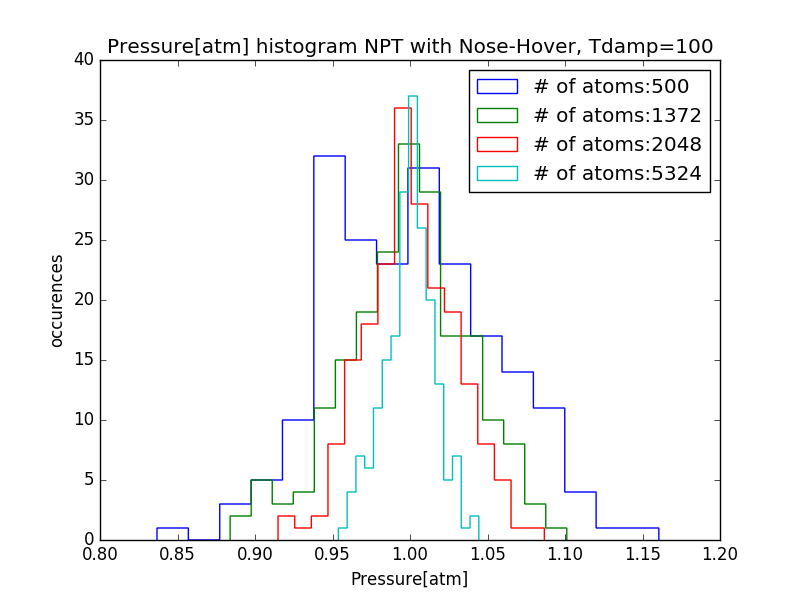 Pressure[atm] histogram NPT with Nose-Hover, Tdamp=100
# of atoms:500
# of atoms:1372
# of atoms:2048
# of atoms:5324
occurences
40
35
30
25
20
15
10
5
0
0.80 0.85 0.90 0.95 1.00 1.05 1.10 1.15 1.20
Pressure[atm]